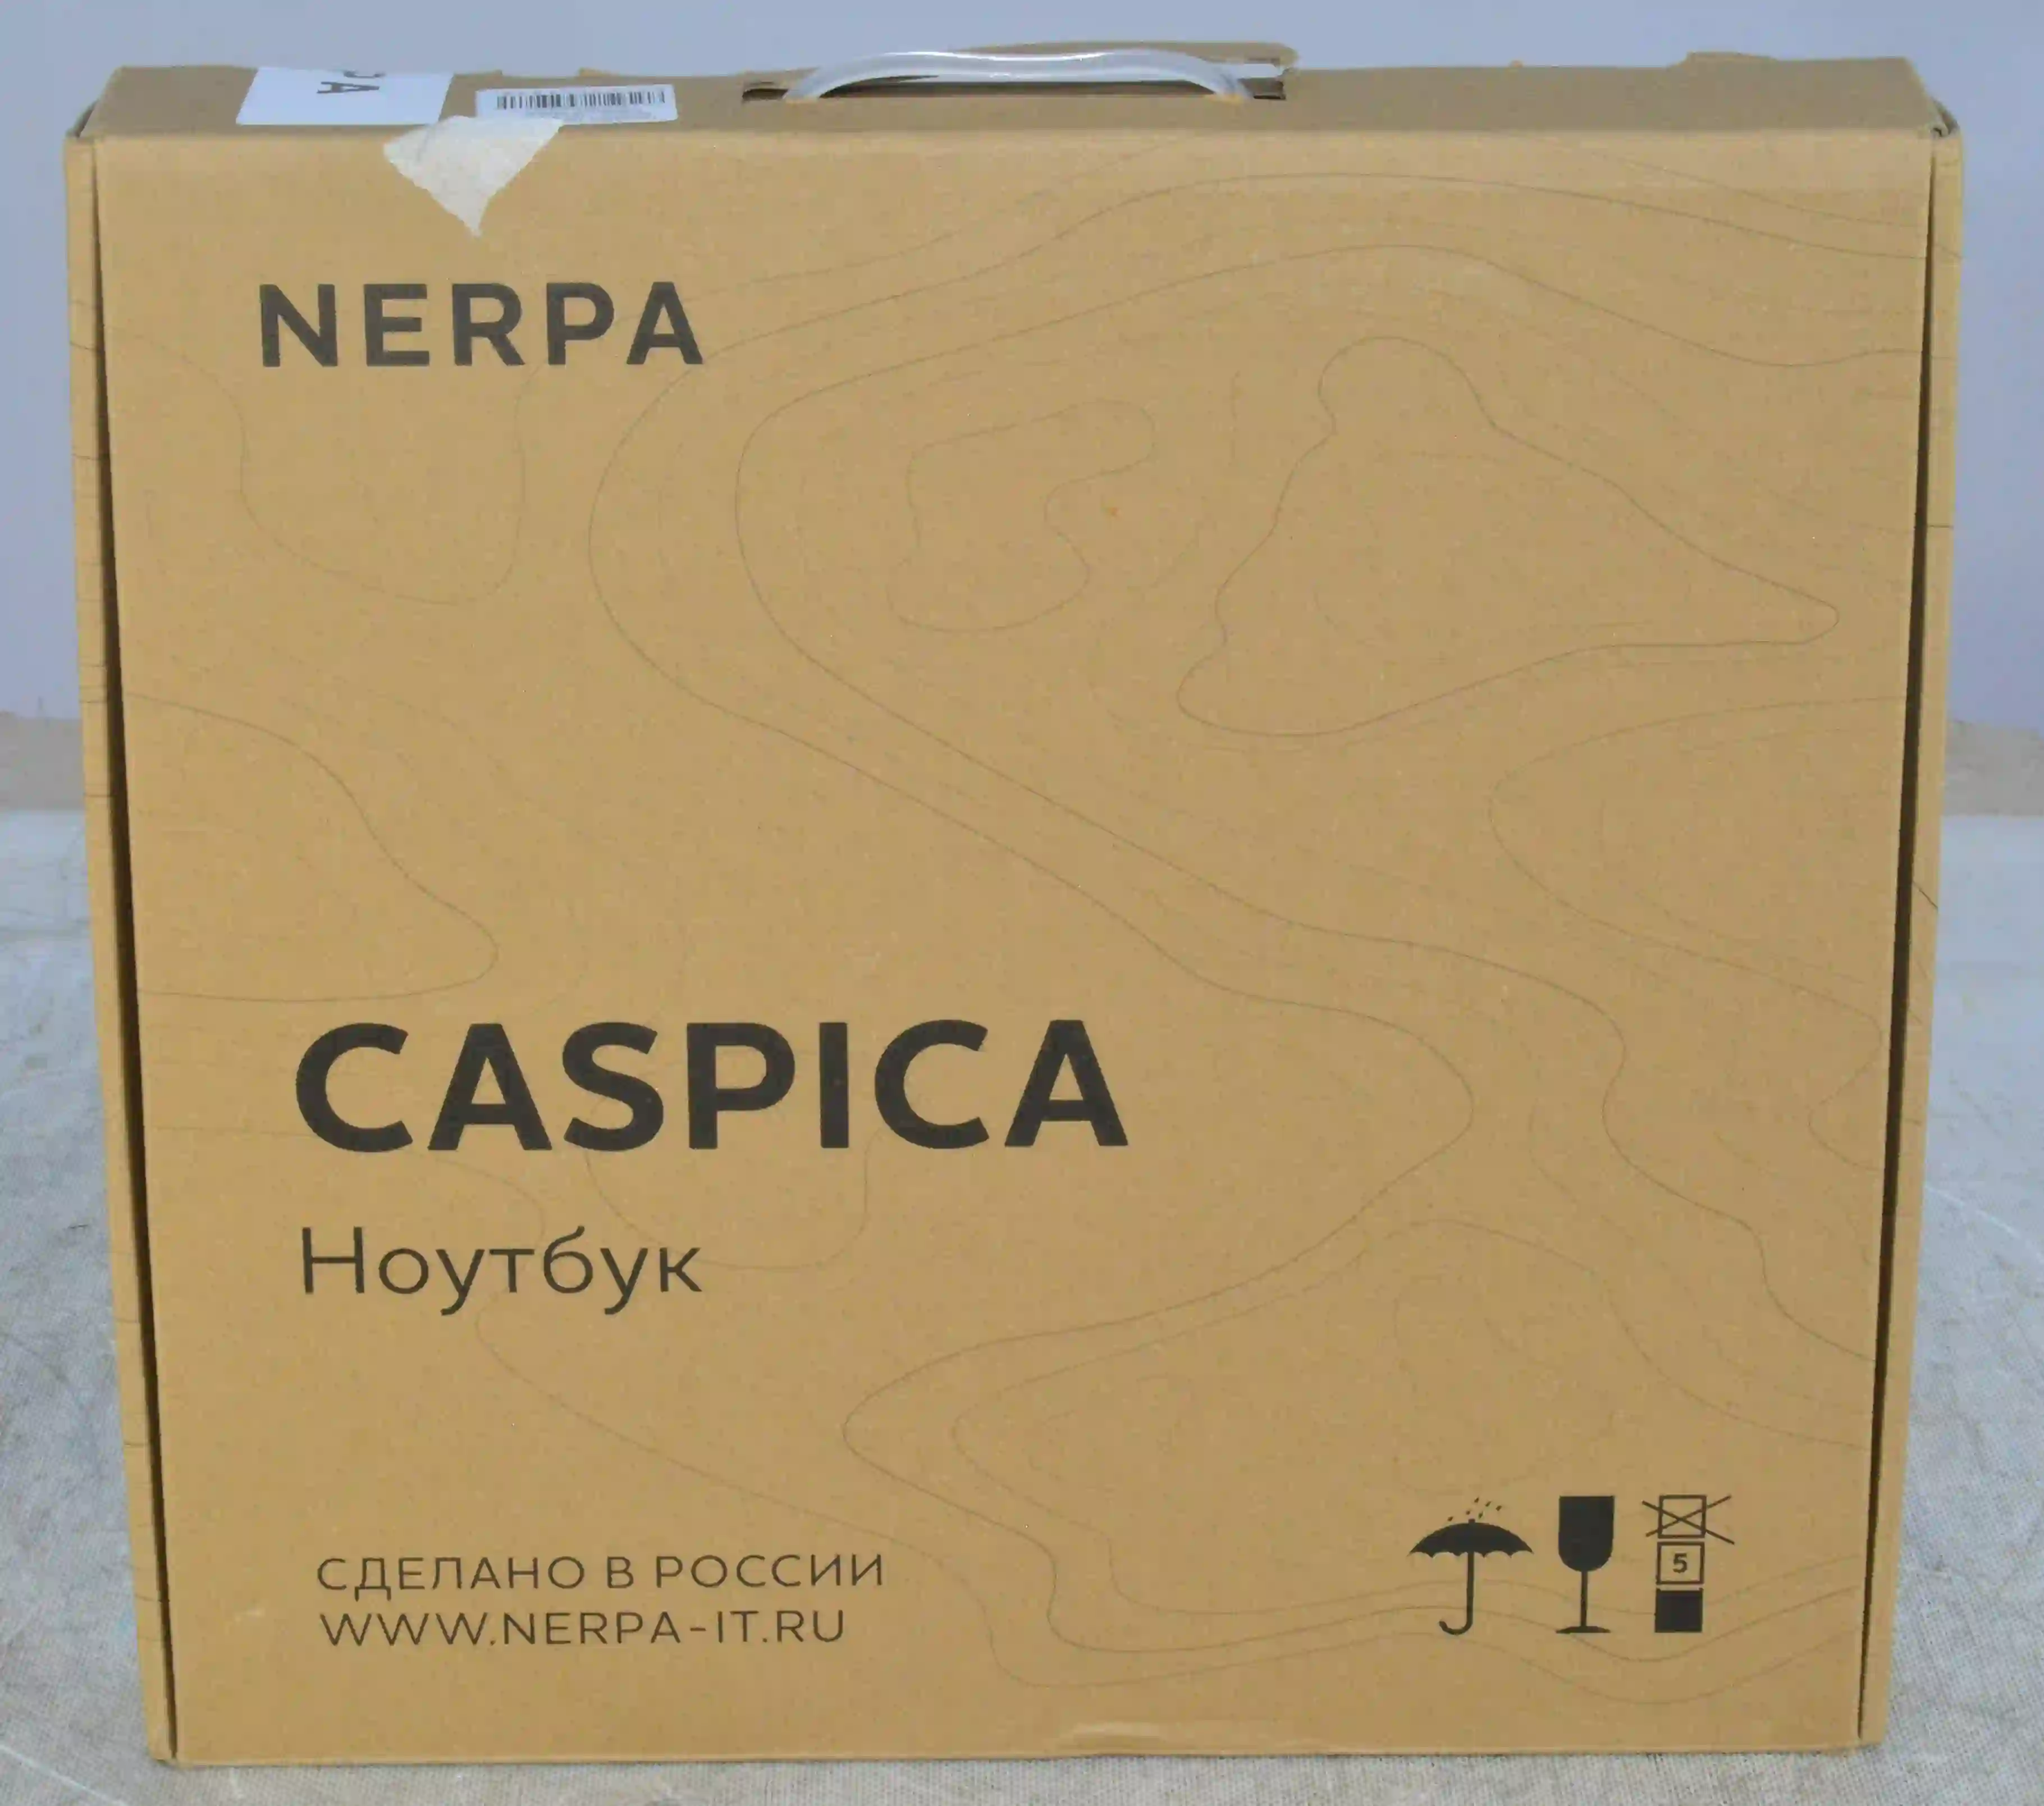 NERPA
CASPICA
Ноутбук
СДЕЛАНО В РОССИИ
WWW.NERPA-IT.RU
5